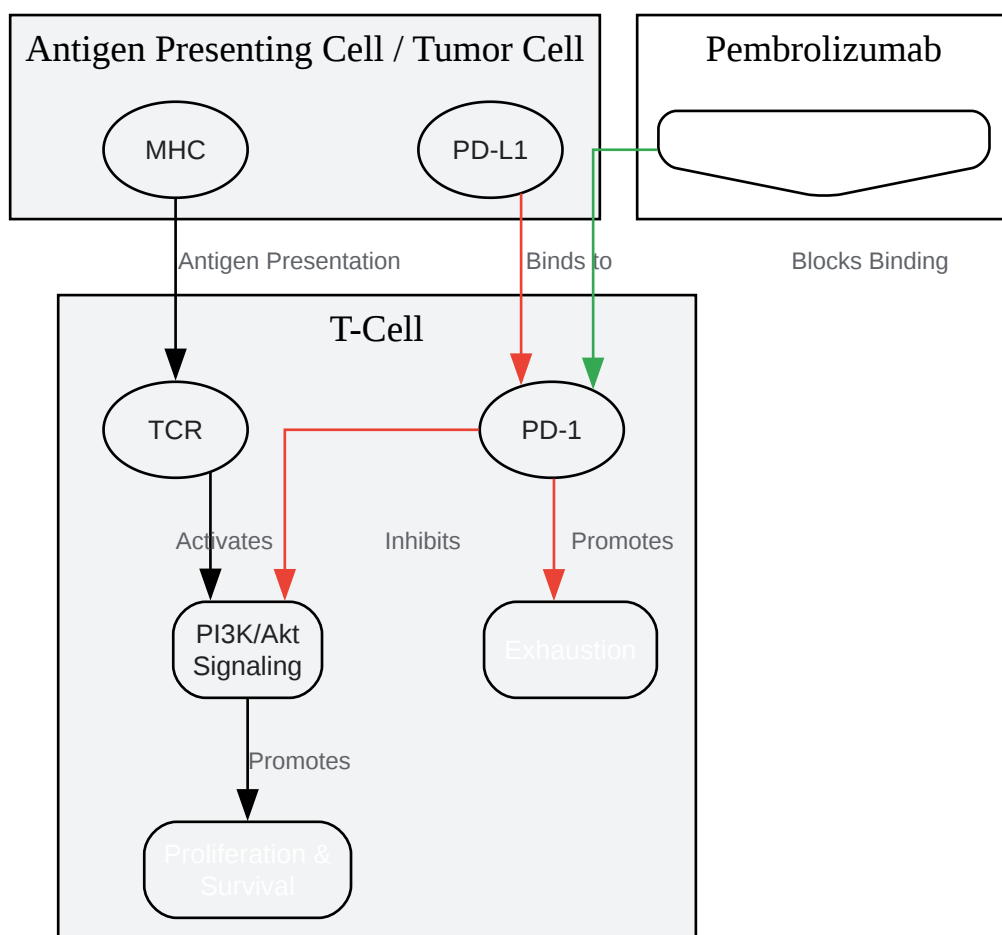 Antigen Presenting Cell / Tumor Cell
Pembrolizumab
MHC
PD-L1
Antigen Presentation
Binds to
Blocks Binding
T-Cell
TCR
PD-1
Activates
Inhibits
Promotes
PI3K/Akt
Signaling
Exhaustion
Promotes
Proliferation &
Survival